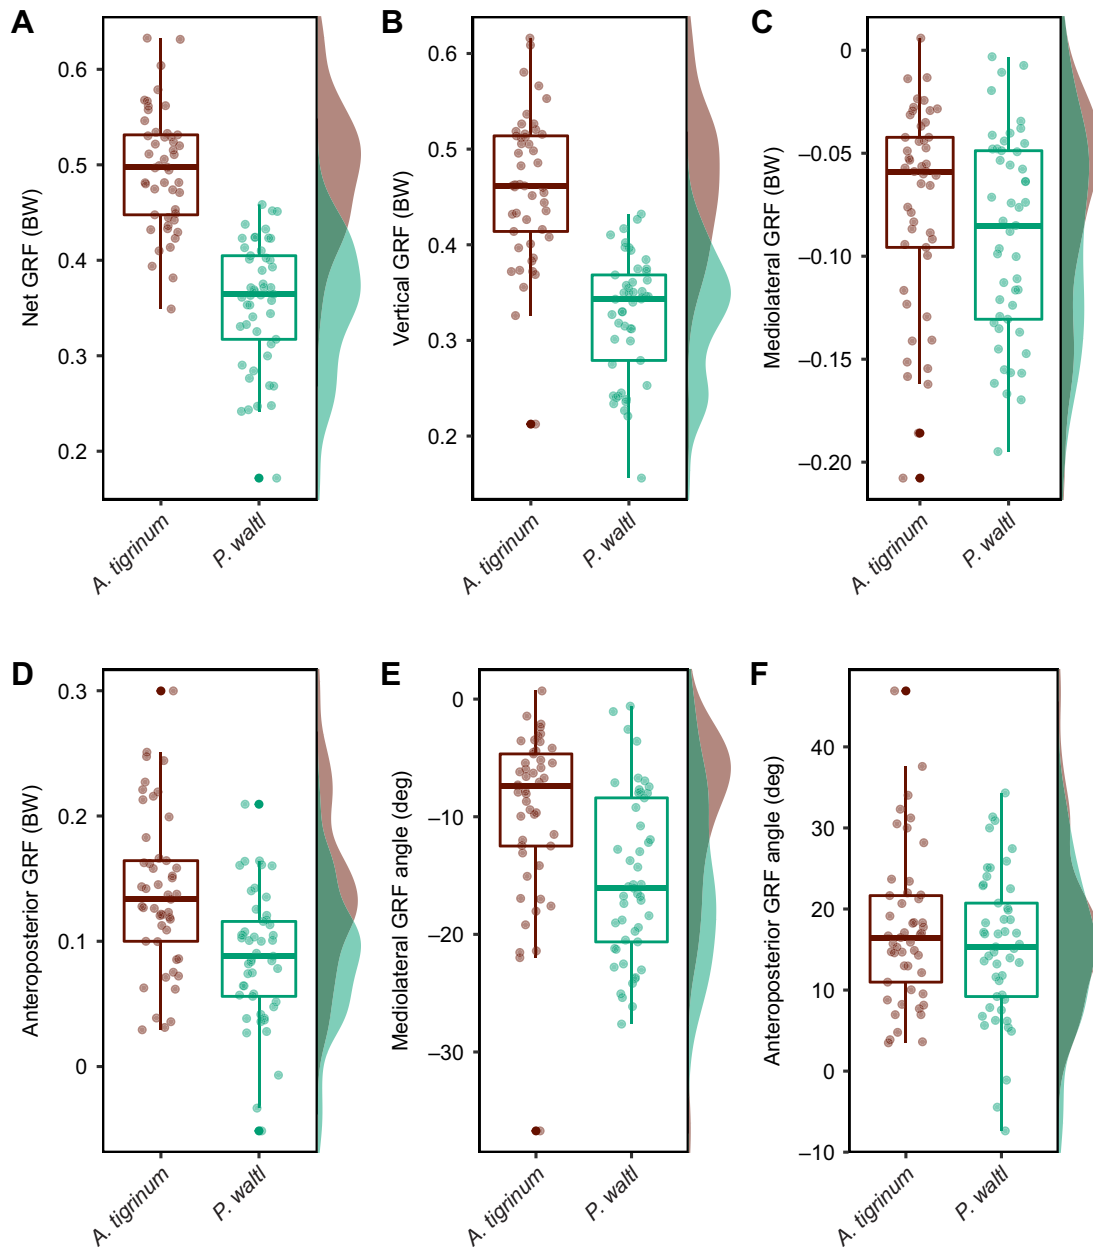 A
Net GRF (BW)
0.6
0.5
0.4
0.3
0.2
A. tigrinum
P. waltl
B
Vertical GRF (BW)
0.6
0.5
0.4
0.3
0.2
A. tigrinum
P. waltl
C
Mediolateral GRF (BW)
0
–0.05
–0.10
–0.15
–0.20
A. tigrinum
P. waltl
D
Anteroposterior GRF (BW)
0.3
0.2
0.1
0
A. tigrinum
P. waltl
E
Mediolateral GRF angle (deg)
0
–10
–20
–30
A. tigrinum
P. waltl
F
Anteroposterior GRF angle (deg)
40
30
20
10
0
–10
A. tigrinum
P. waltl